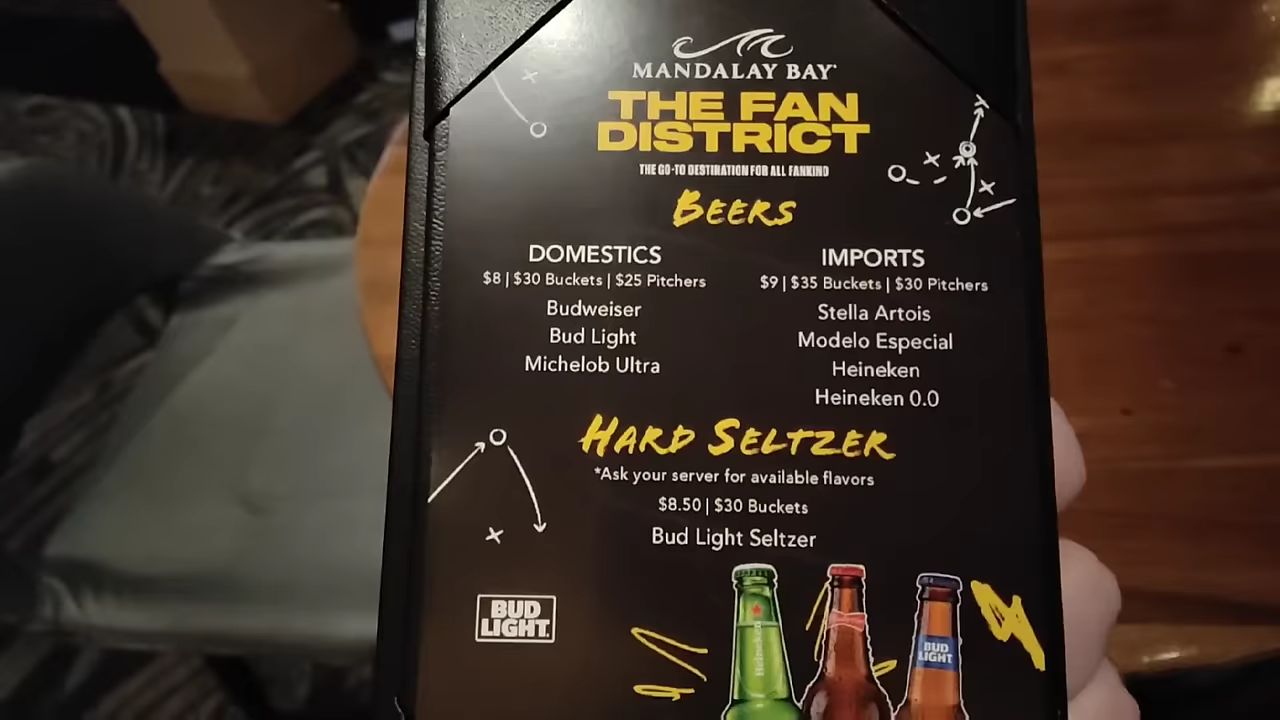 MANDALAY BAY
THE FAN
DISTRICT
THE GO-TO DESTINATION FOR ALL FANKIND
BEERS
DOMESTICS
$8 | $30 Buckets | $25 Pitchers
Budweiser
Bud Light
Michelob Ultra
IMPORTS
$9 | $35 Buckets | $30 Pitchers
Stella Artois
Modelo Especial
Heineken
Heineken 0.0
HARD SELTZER
*Ask your server for available flavors
$8.50 | $30 Buckets
Bud Light Seltzer
BUD
LIGHT
Heineken
BUD
LIGHT